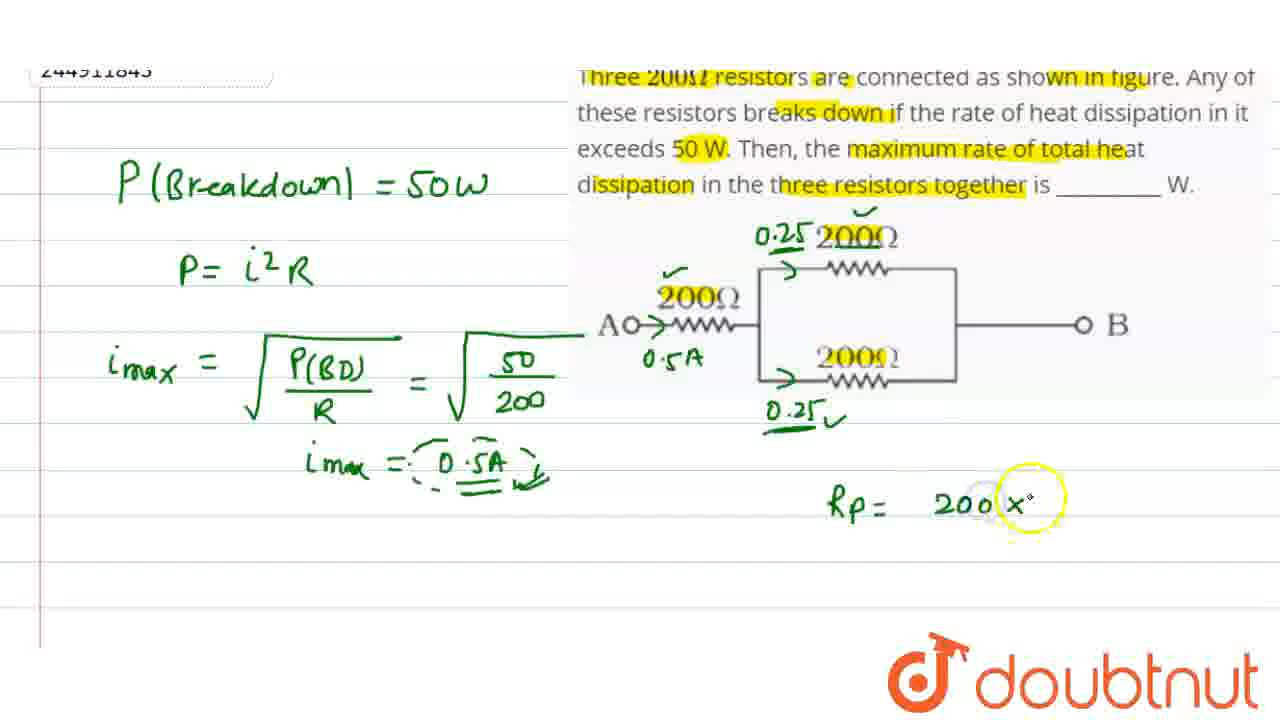 244911843
Three 200Ω resistors are connected as shown in figure. Any of
these resistors breaks down if the rate of heat dissipation in it
exceeds 50 W. Then, the maximum rate of total heat
dissipation in the three resistors together is __________ W.
P(Breakdown) = 50W
P = i²R
i max = √(P(BD)/R) = √(50/200)
i max = 0.5A
0.25 200Ω
200Ω
A B
0.5A
200Ω
0.25
Rp = 200 x
doubtnut